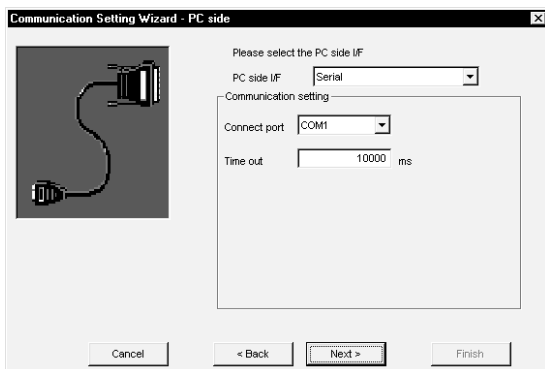 Communication Setting Wizard - PC side
Please select the PC side I/F
PC side I/F Serial
Communication setting
Connect port COM1
Time out 10000 ms
Cancel < Back Next > Finish